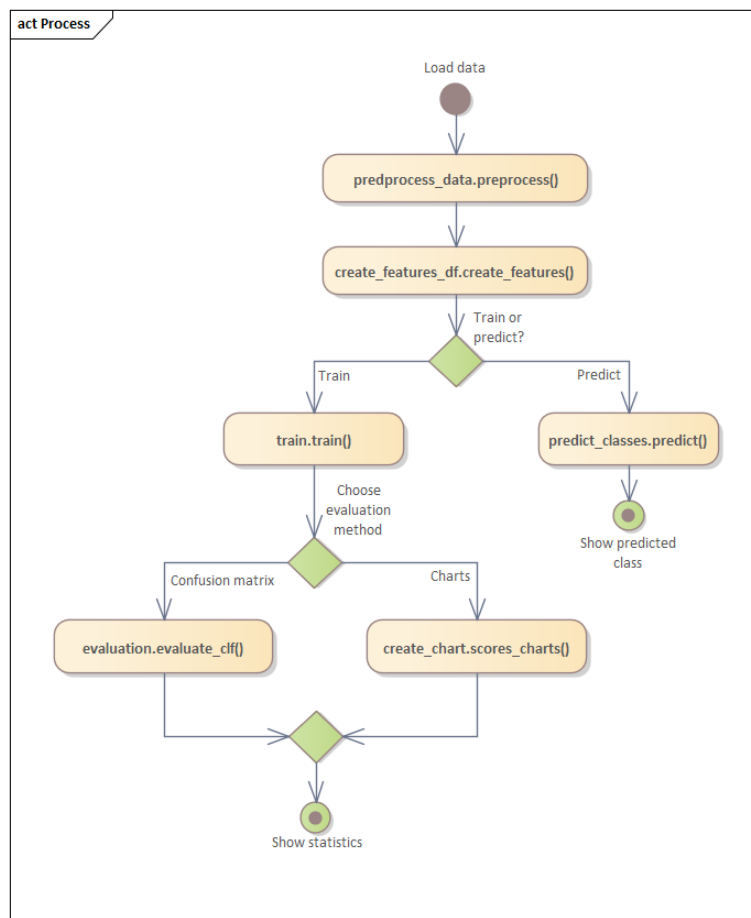 act Process
Load data
predprocess_data.preprocess()
create_features_df.create_features()
Train or
predict?
Train
Predict
train.train()
predict_classes.predict()
Choose
evaluation
method
Show predicted
class
Confusion matrix
Charts
evaluation.evaluate_clf()
create_chart.scores_charts()
Show statistics